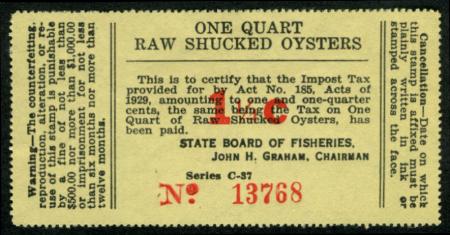 ONE QUART
RAW SHUCKED OYSTERS
This is to certify that the Impost Tax
provided for by Act No. 185, Acts of
1929, amounting to one and one-quarter
cents, the same being the Tax on One
Quart of Raw Shucked Oysters, has
been paid.
STATE BOARD OF FISHERIES,
JOHN H. GRAHAM, CHAIRMAN
Series C-37
No 13768
Warning—The counterfeiting,
reproduction, alteration, or re-
use of this stamp is punishable
by a fine of not less than
$500.00 nor more than $1,000.00
or imprisonment for not less
than six months nor more than
twelve months.
Cancellation—Date on which
this stamp is affixed must be
plainly written in ink or
stamped across the face.